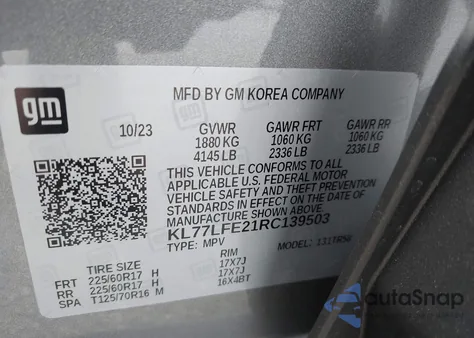 gm
MFD BY GM KOREA COMPANY
10/23 GVWR GAWR FRT GAWR RR
1880 KG 1060 KG 1060 KG
4145 LB 2336 LB 2336 LB
THIS VEHICLE CONFORMS TO ALL
APPLICABLE U.S. FEDERAL MOTOR
VEHICLE SAFETY AND THEFT PREVENTION
STANDARDS IN EFFECT ON THE DATE OF
MANUFACTURE SHOWN ABOVE.
KL77LFE21RC139503
TYPE: MPV MODEL:
TIRE SIZE RIM
FRT 225/60R17 H 17X7J
RR 225/60R17 H 17X7J
SPA T125/70R16 M 16X4BT
autoSnap